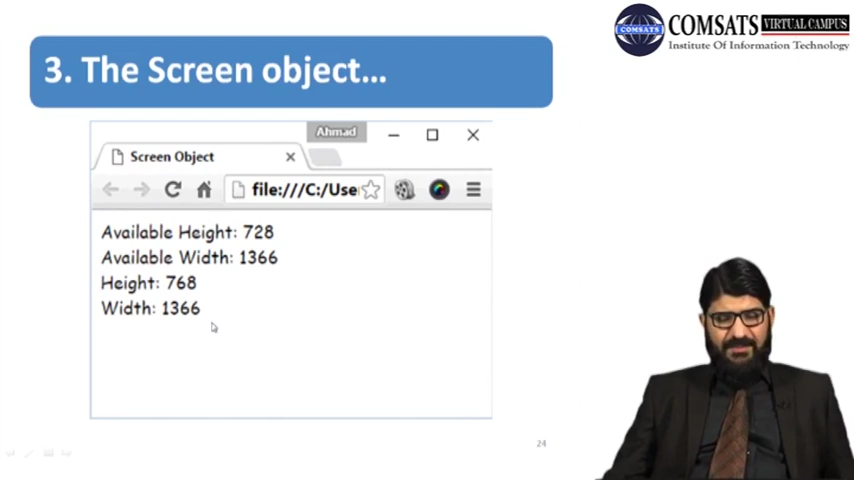 COMSATS VIRTUAL CAMPUS
COMSATS
Institute Of Information Technology
3. The Screen object...
Ahmad
Screen Object
file:///C:/Use
Available Height: 728
Available Width: 1366
Height: 768
Width: 1366
24